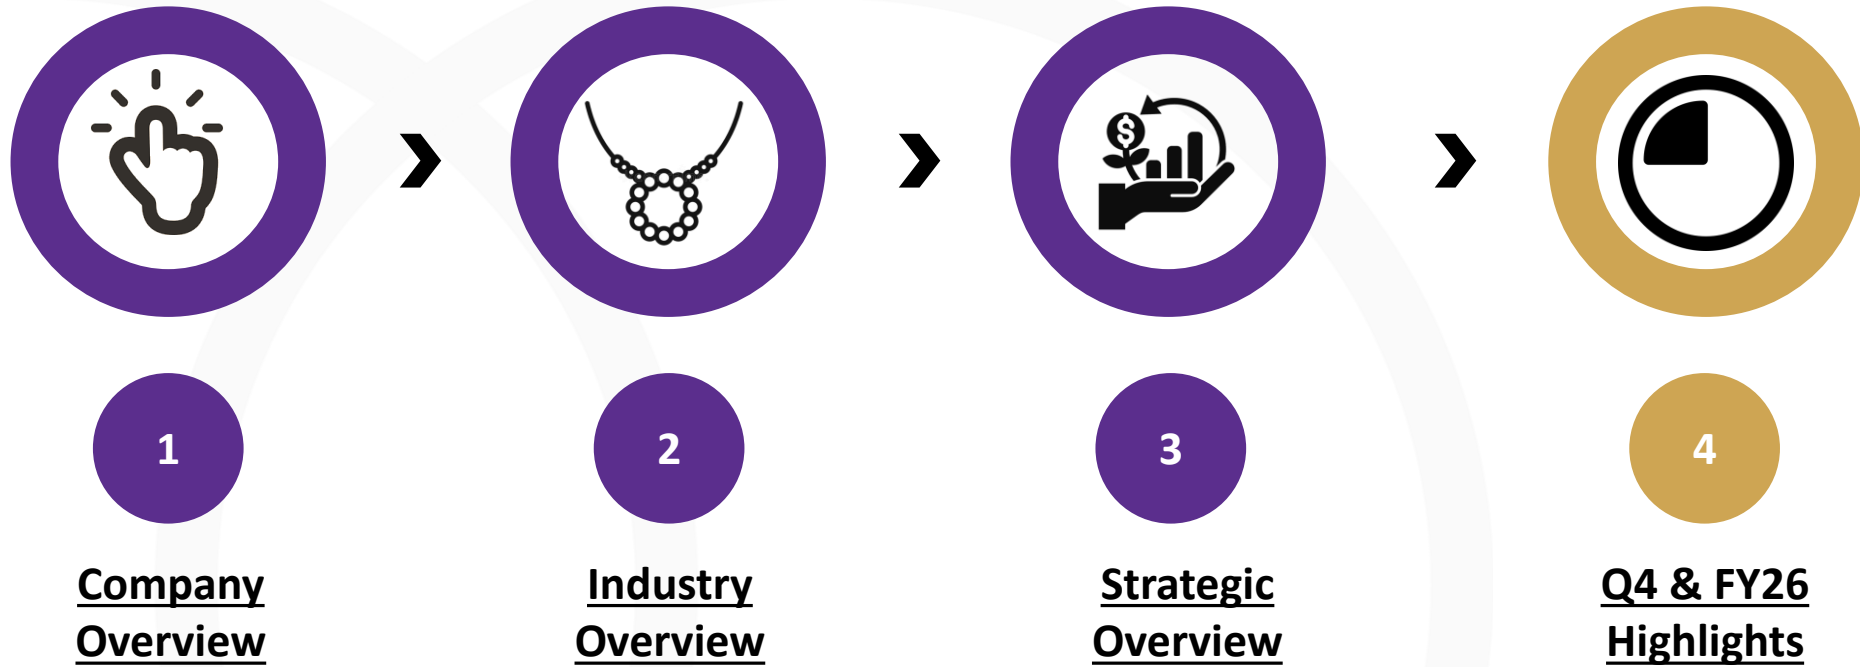 $
1
2
3
4
Company
Overview
Industry
Overview
Strategic
Overview
Q4 & FY26
Highlights